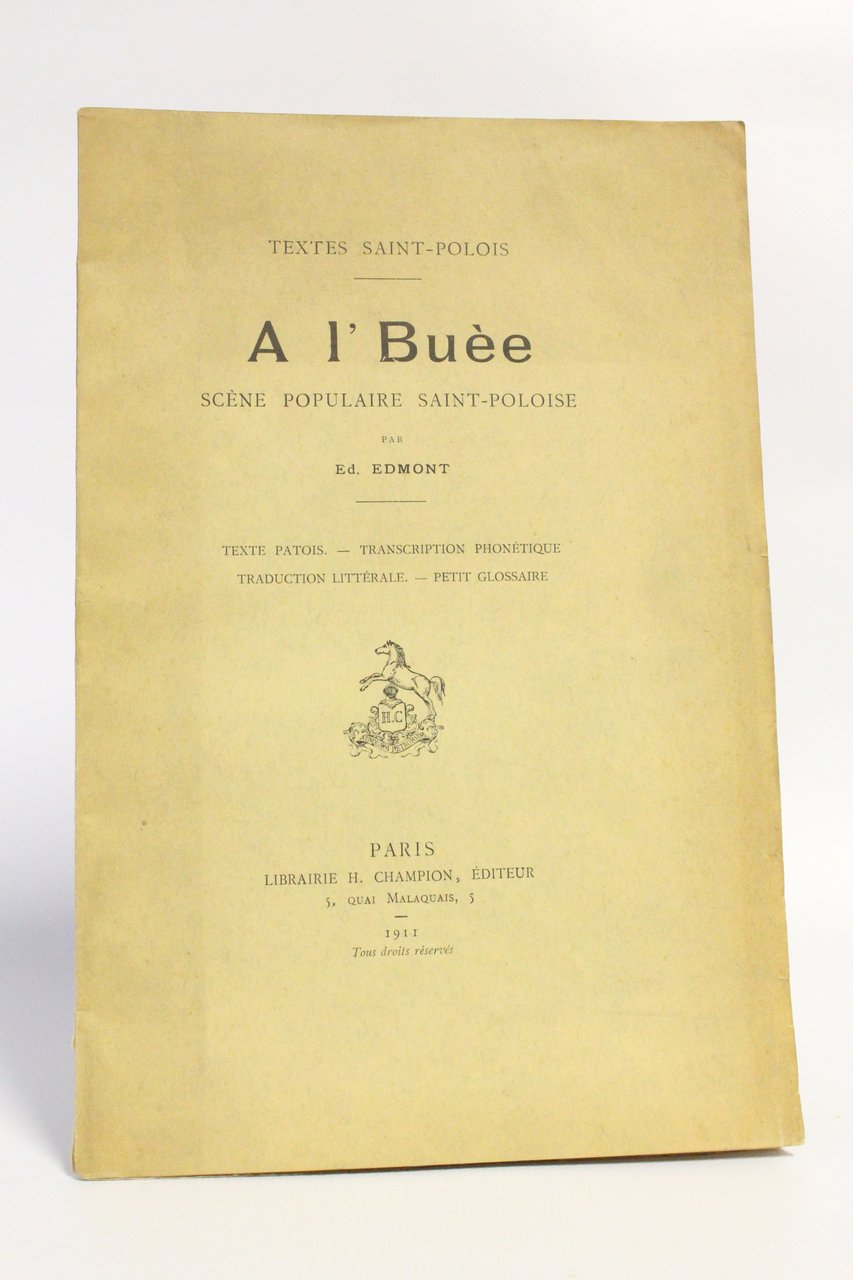 TEXTES SAINT-POLOIS
A l' Buèe
SCÈNE POPULAIRE SAINT-POLOISE
PAR
Ed. EDMONT
TEXTE PATOIS. — TRANSCRIPTION PHONÉTIQUE
TRADUCTION LITTÉRALE. — PETIT GLOSSAIRE
H.C
PARIS
LIBRAIRIE H. CHAMPION, ÉDITEUR
5, QUAI MALAQUAIS, 5
1911
Tous droits réservés